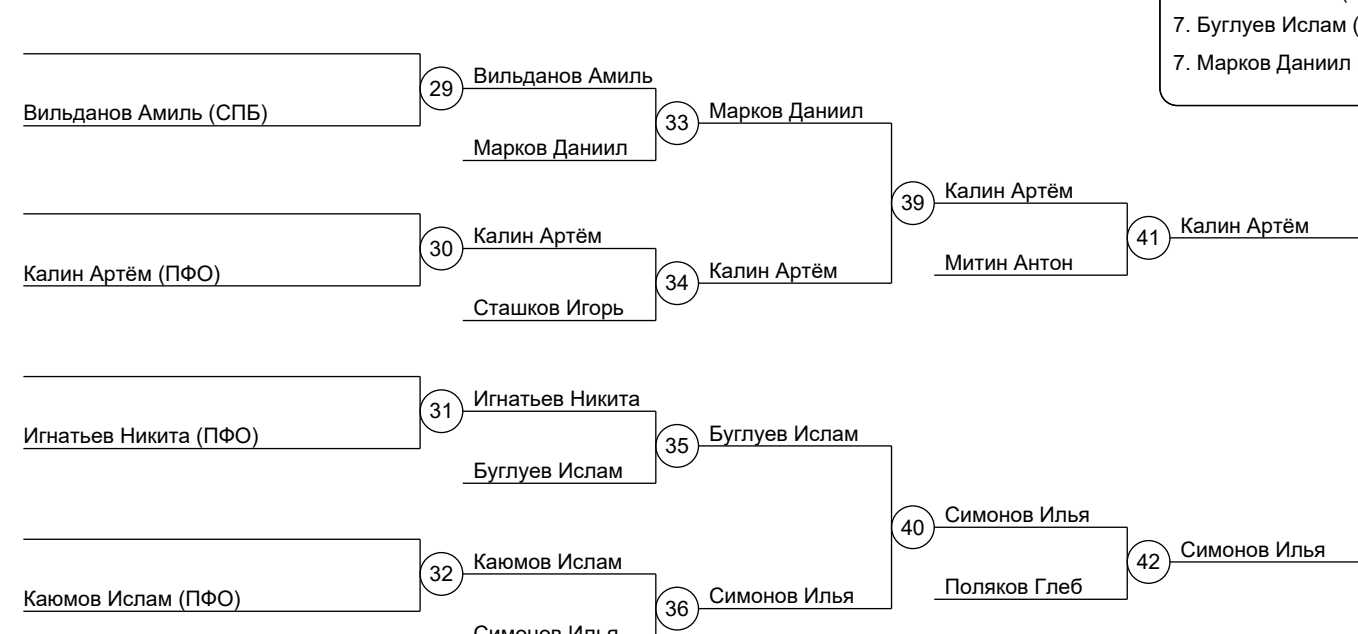 7. Буглуев Ислам (
7. Марков Даниил
29
Вильданов Амиль
Вильданов Амиль (СПБ)
33
Марков Даниил
Марков Даниил
39
Калин Артём
30
Калин Артём
41
Калин Артём
Калин Артём (ПФО)
34
Калин Артём
Митин Антон
Сташков Игорь
31
Игнатьев Никита
Игнатьев Никита (ПФО)
35
Буглуев Ислам
Буглуев Ислам
40
Симонов Илья
32
Каюмов Ислам
42
Симонов Илья
Каюмов Ислам (ПФО)
36
Симонов Илья
Поляков Глеб
Симонов Илья